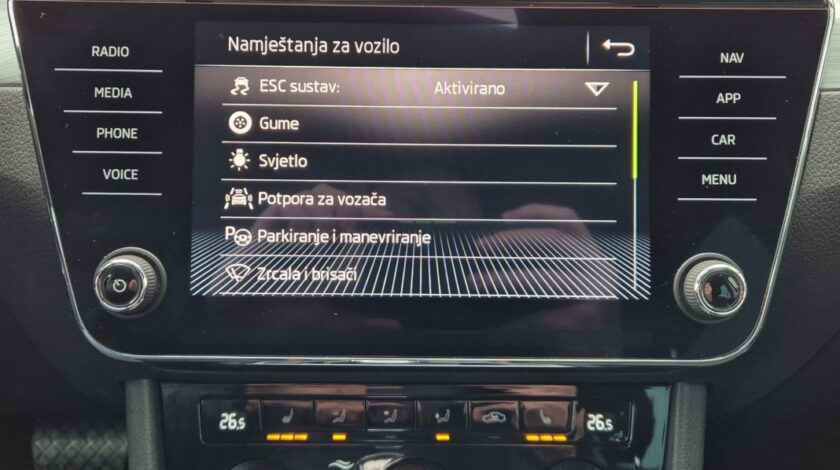 Namještanja za vozilo
RADIO
MEDIA
PHONE
VOICE
ESC sustav: Aktivirano
Gume
Svjetlo
Potpora za vozača
P Parkiranje i manevriranje
Zrcala i brisači
NAV
APP
CAR
MENU
26.5
26.5